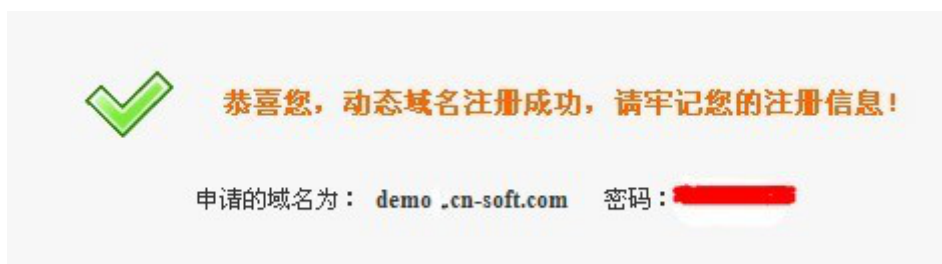 恭喜您，动态域名注册成功，请牢记您的注册信息！
申请的域名为： demo .cn-soft.com 密码：